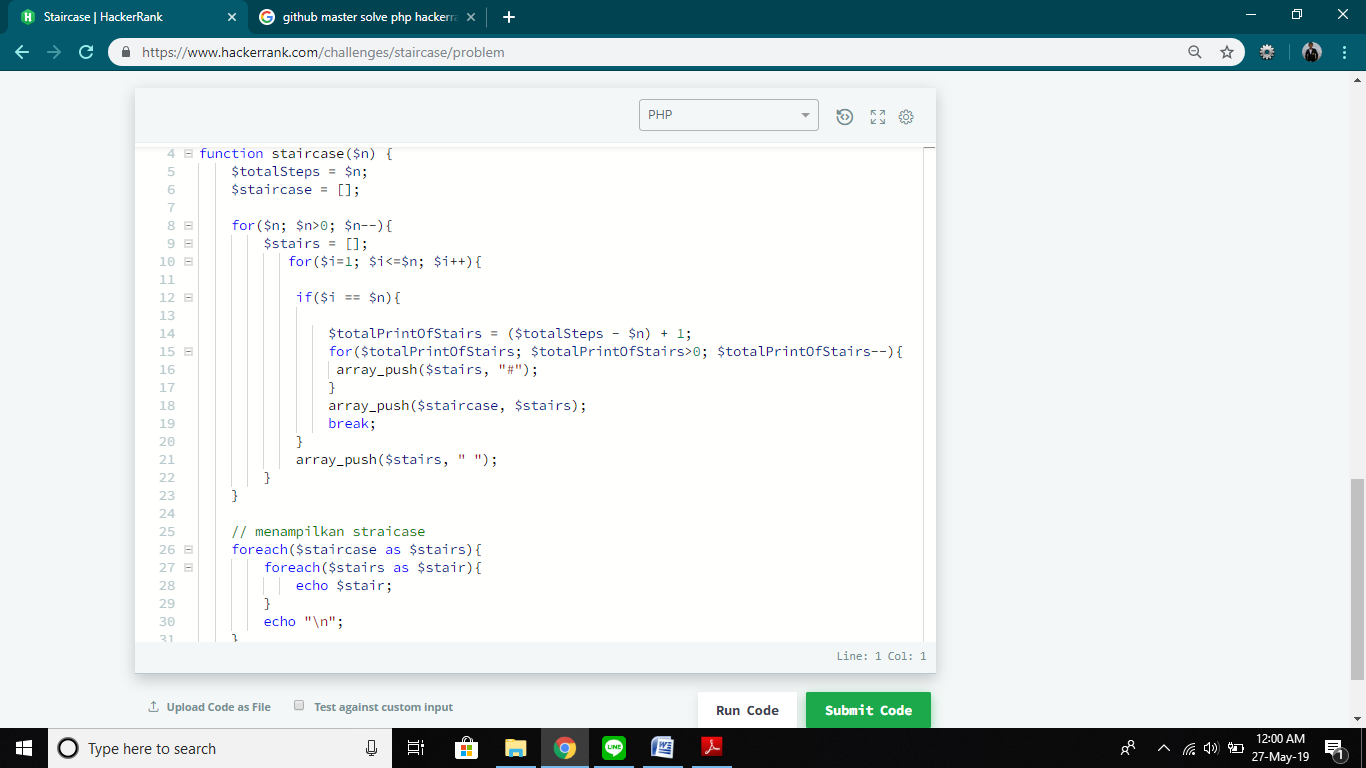 Staircase | HackerRank
github master solve php hackerra
https://www.hackerrank.com/challenges/staircase/problem
PHP
4 function staircase($n) {
5 $totalSteps = $n;
6 $staircase = [];
7
8 for($n; $n>0; $n--){
9 $stairs = [];
10 for($i=1; $i<=$n; $i++){
11
12 if($i == $n){
13
14 $totalPrintOfStairs = ($totalSteps - $n) + 1;
15 for($totalPrintOfStairs; $totalPrintOfStairs>0; $totalPrintOfStairs--){
16 array_push($stairs, "#");
17 }
18 array_push($staircase, $stairs);
19 break;
20 }
21 array_push($stairs, " ");
22 }
23 }
24
25 // menampilkan straicase
26 foreach($staircase as $stairs){
27 foreach($stairs as $stair){
28 echo $stair;
29 }
30 echo "\n";
31 }
Line: 1 Col: 1
Upload Code as File
Test against custom input
Run Code
Submit Code
Type here to search
LINE
W
12:00 AM
27-May-19
1